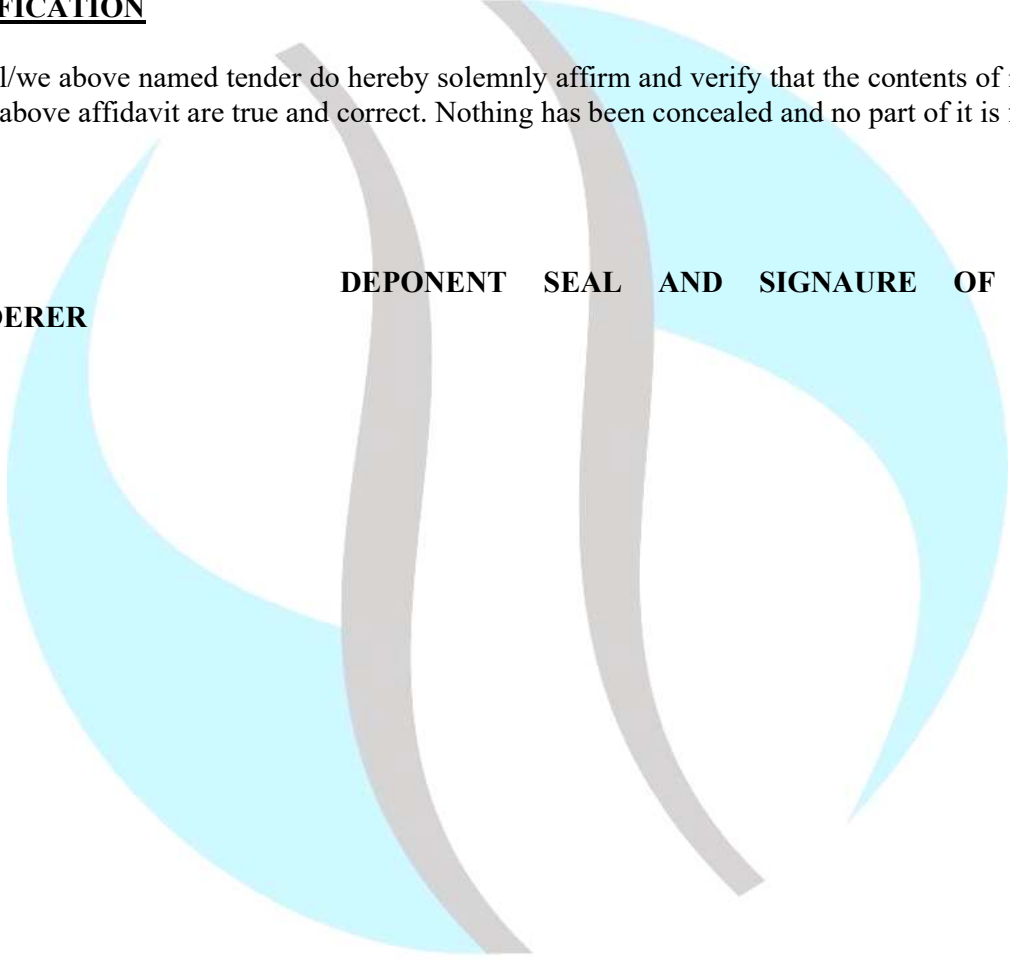 FICATION
l/we above named tender do hereby solemnly affirm and verify that the contents of
above affidavit are true and correct. Nothing has been concealed and no part of it is
DEPONENT SEAL AND SIGNAURE OF
DERER